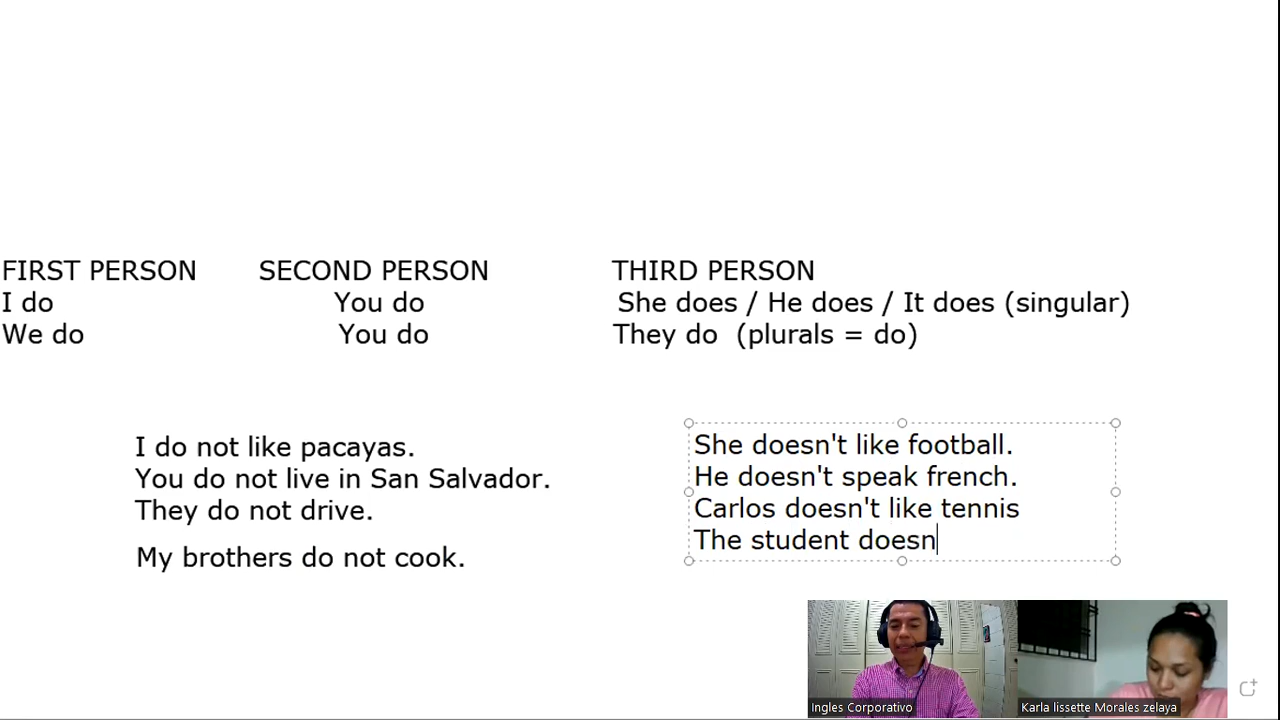 FIRST PERSON SECOND PERSON THIRD PERSON
I do You do She does / He does / It does (singular)
We do You do They do (plurals = do)
I do not like pacayas.
You do not live in San Salvador.
They do not drive.
My brothers do not cook.
She doesn't like football.
He doesn't speak french.
Carlos doesn't like tennis
The student doesn
Ingles Corporativo
Karla lissette Morales zelaya